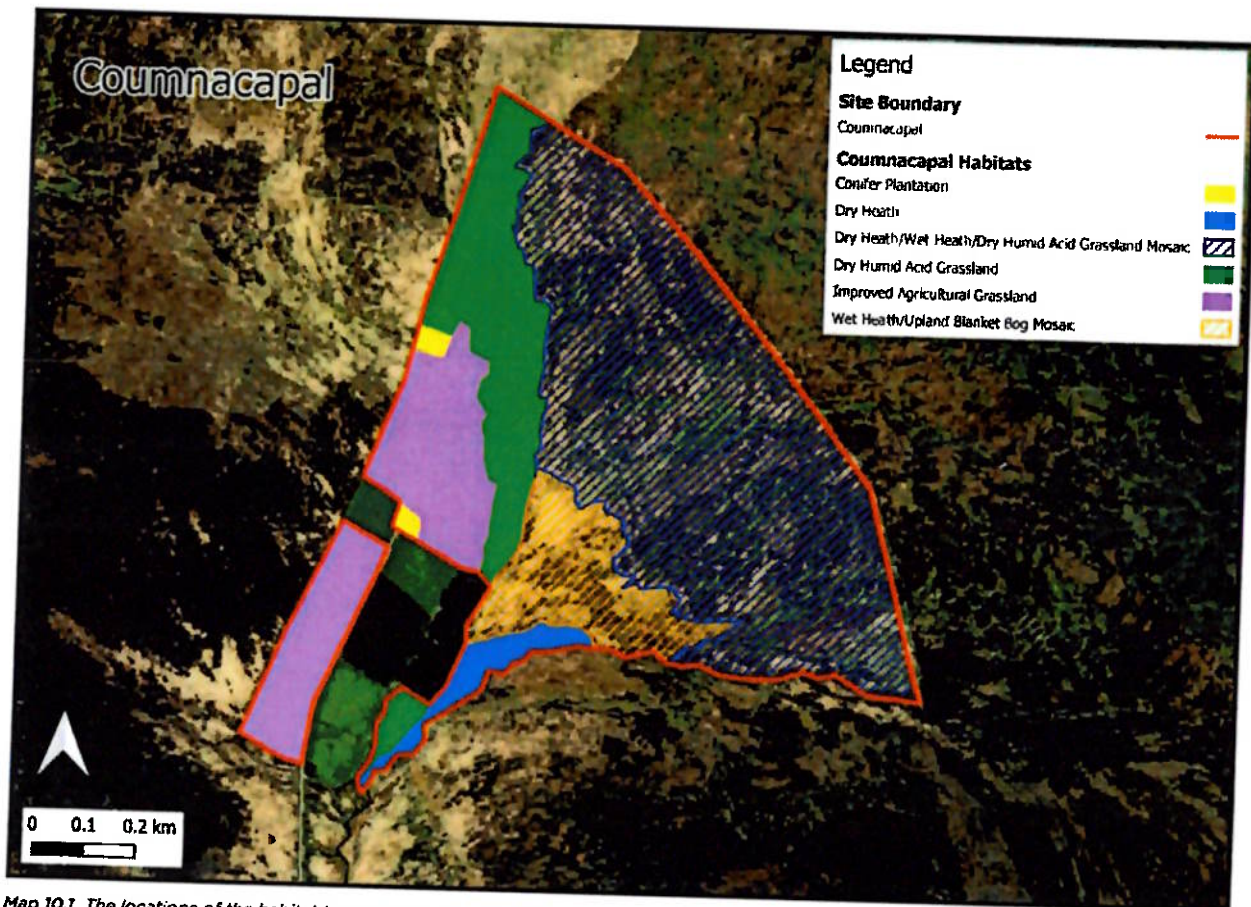 Coumnacapal
Legend
Site Boundary
Coumnacapal
Coumnacapal Habitats
Conifer Plantation
Dry Heath
Dry Heath/Wet Heath/Dry Humid Acid Grassland Mosaic
Dry Humid Acid Grassland
Improved Agricultural Grassland
Wet Heath/Upland Blanket Bog Mosaic
0 0.1 0.2 km
Map 10.1. The locations of the habitat